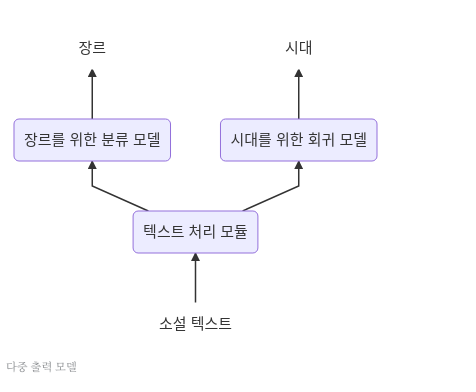 장르
시대
장르를 위한 분류 모델
시대를 위한 회귀 모델
텍스트 처리 모듈
소설 텍스트
다중 출력 모델